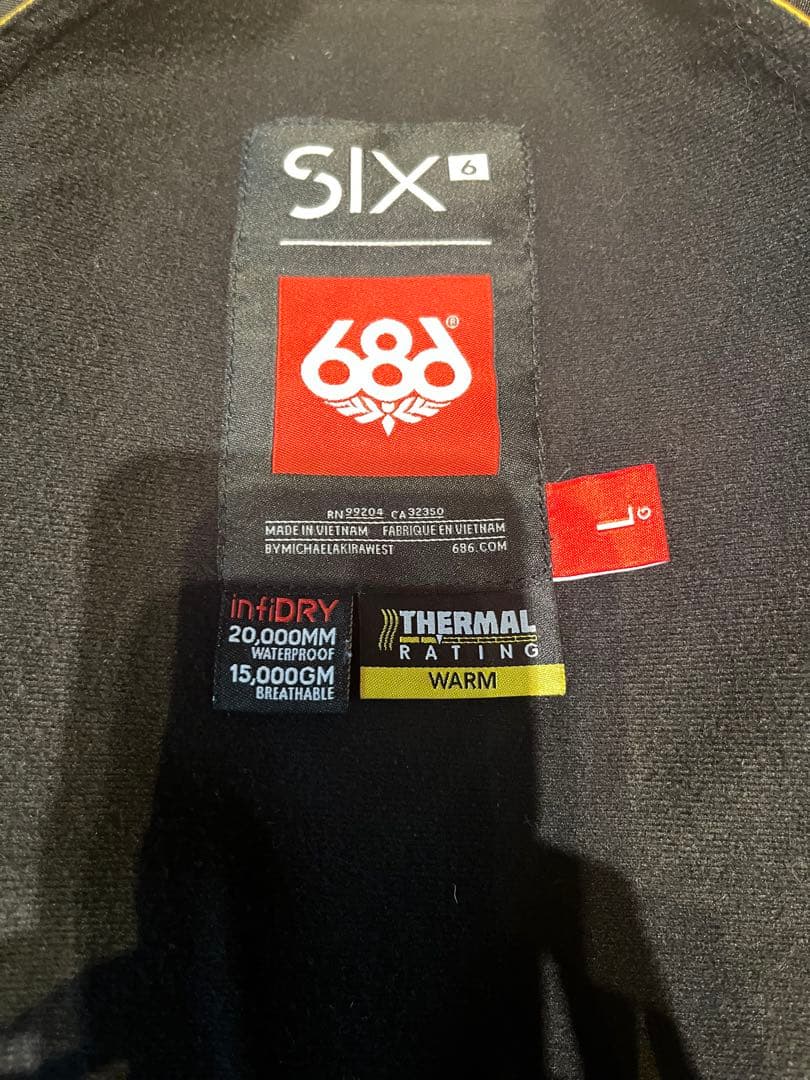 SIX 6
686®
RN 99204 CA 32350
MADE IN VIETNAM FABRIQUE EN VIETNAM
BYMICHAELAKIRAWEST 686.COM
L
G
infiDRY
20,000MM
WATERPROOF
15,000GM
BREATHABLE
THERMAL
RATING
WARM